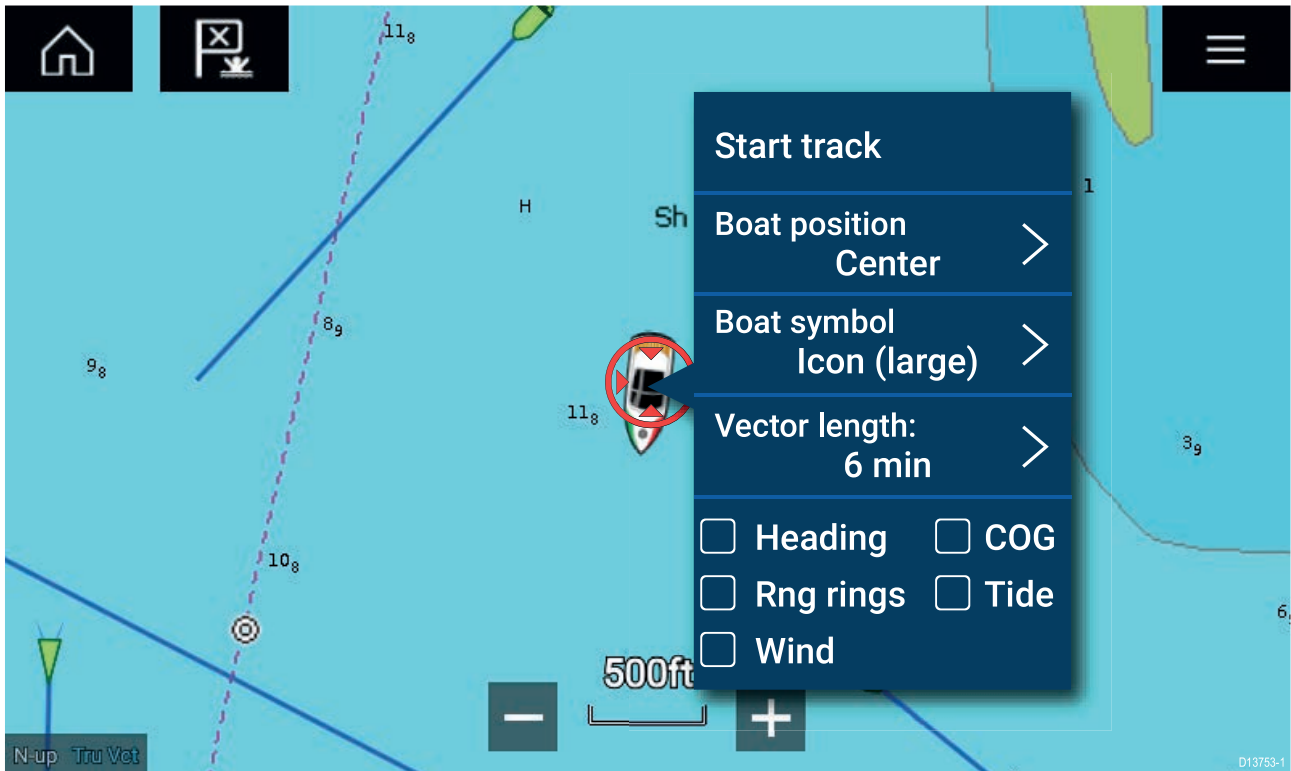 11₈
Start track
1
Boat position
Center
H
Sh
Boat symbol
Icon (large)
8₉
9₈
11₈
Vector length:
6 min
3₉
Heading
COG
10₈
Rng rings
Tide
6
Wind
500ft
N-up Tru Vct
D13753-1